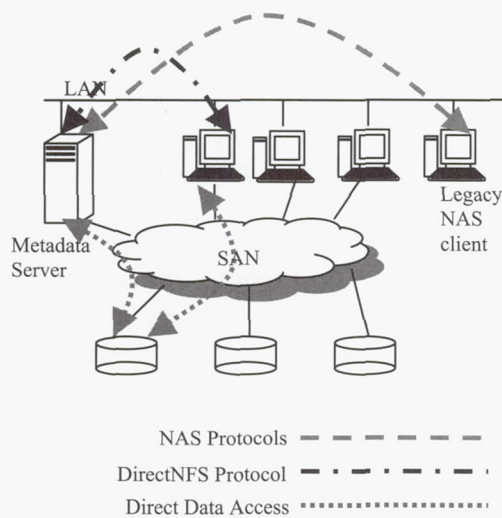 LAN
Legacy
NAS
client
Metadata
Server
SAN
NAS Protocols
DirectNFS Protocol
Direct Data Access